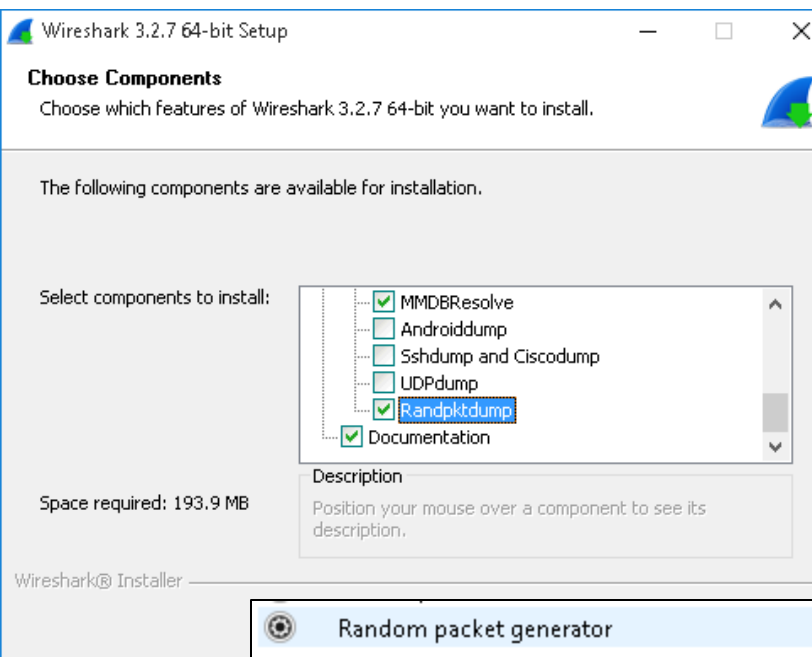 Wireshark 3.2.7 64-bit Setup
Choose Components
Choose which features of Wireshark 3.2.7 64-bit you want to install.
The following components are available for installation.
Select components to install:
MMDBResolve
Androiddump
Sshdump and Ciscodump
UDPdump
Randpktdump
Documentation
Space required: 193.9 MB
Description
Position your mouse over a component to see its
description.
Wireshark® Installer
Random packet generator